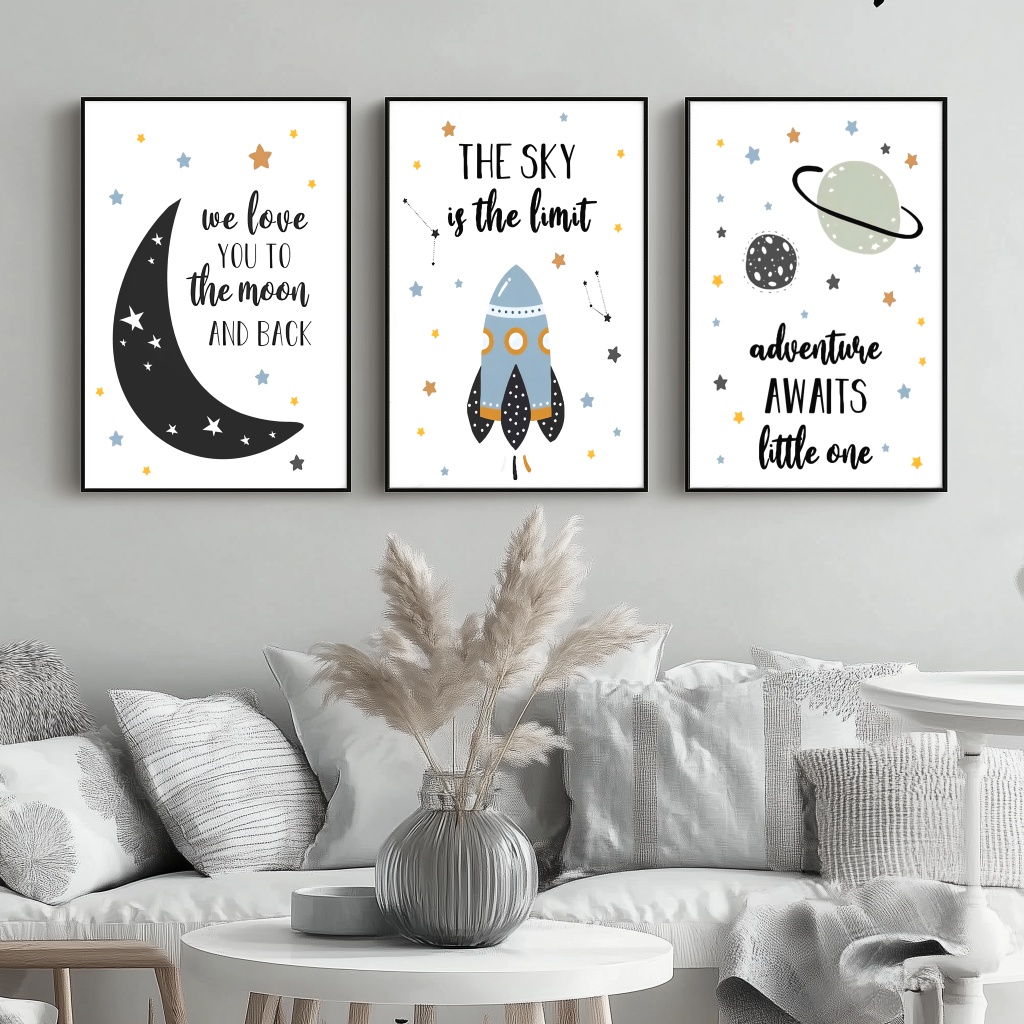 we love
YOU TO
the moon
AND BACK
THE SKY
is the limit
adventure
AWAITS
little one